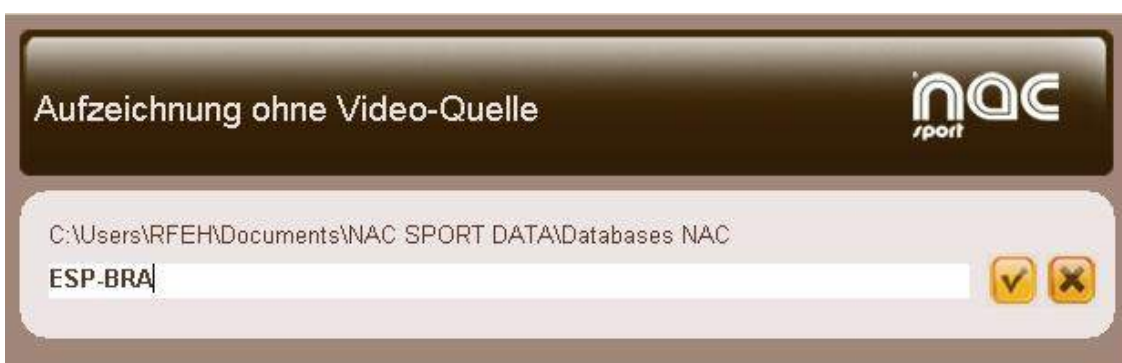 Aufzeichnung ohne Video-Quelle
nac
sport
C:\Users\RFEH\Documents\NAC SPORT DATA\Databases NAC
ESP-BRA